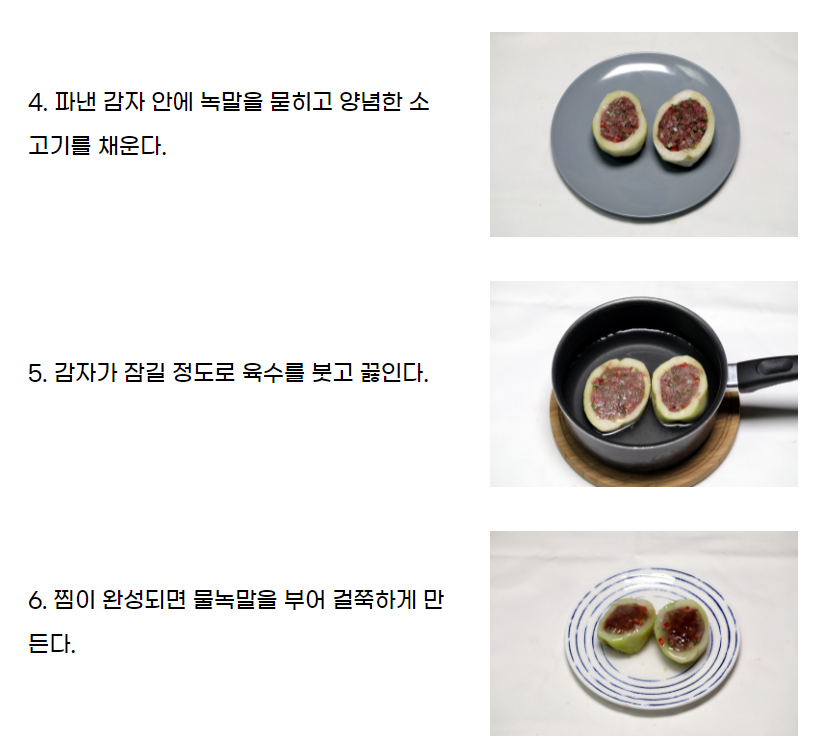 4. 파낸 감자 안에 녹말을 묻히고 양념한 소
고기를 채운다.
5. 감자가 잠길 정도로 육수를 붓고 끓인다.
6. 찜이 완성되면 물녹말을 부어 걸쭉하게 만
든다.